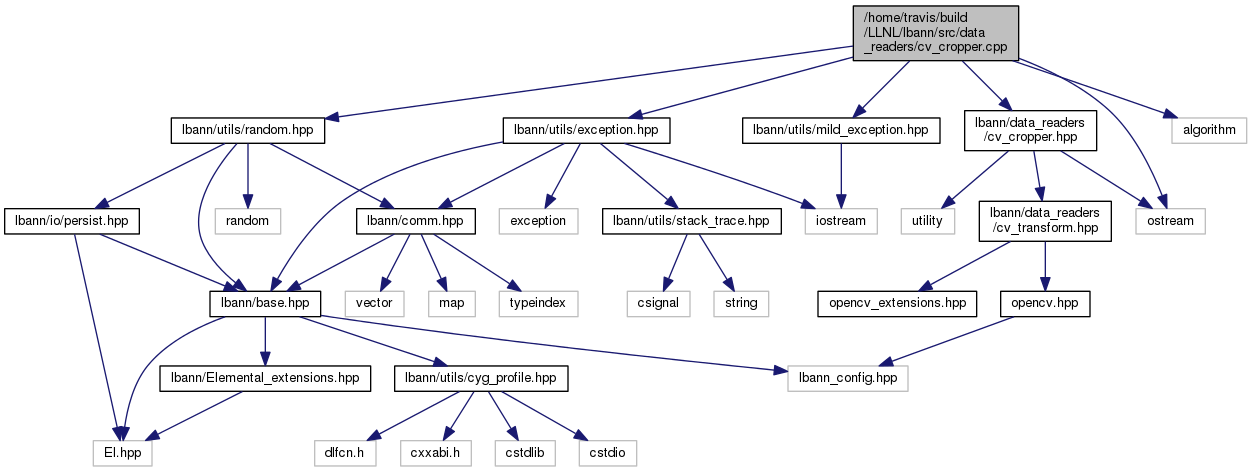 /home/travis/build
/LLNL/lbann/src/data
_readers/cv_cropper.cpp
lbann/utils/random.hpp
lbann/utils/exception.hpp
lbann/utils/mild_exception.hpp
lbann/data_readers
/cv_cropper.hpp
algorithm
lbann/io/persist.hpp
random
lbann/comm.hpp
exception
lbann/utils/stack_trace.hpp
iostream
utility
lbann/data_readers
/cv_transform.hpp
ostream
lbann/base.hpp
vector
map
typeindex
csignal
string
opencv_extensions.hpp
opencv.hpp
lbann/Elemental_extensions.hpp
lbann/utils/cyg_profile.hpp
lbann_config.hpp
El.hpp
dlfcn.h
cxxabi.h
cstdlib
cstdio